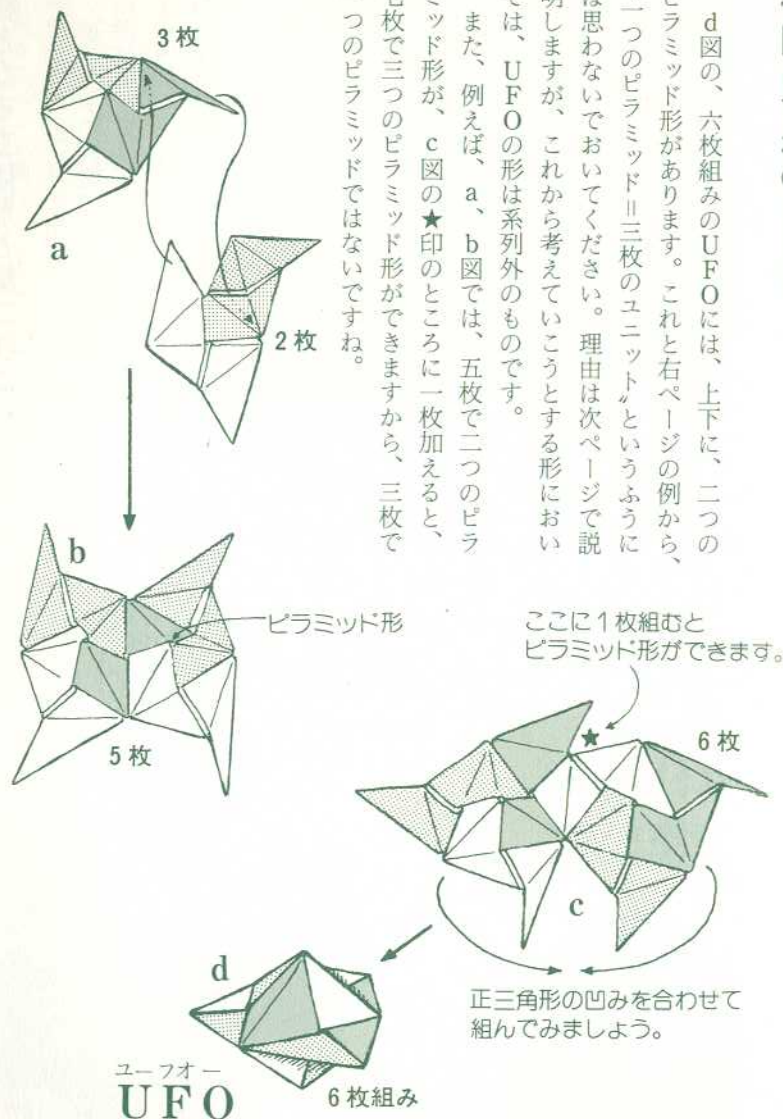 d図の、六枚組みのUFOには、上下に、二つの
ピラミッド形があります。これと右ページの例から、
一つのピラミッド=三枚のユニット〟というふうに
は思わないでおいてください。理由は次ページで説
明しますが、これから考えていこうとする形におい
ては、UFOの形は系列外のものです。
また、例えば、a、b図では、五枚で二つのピラ
ミッド形が、c図の★印のところに一枚加えると、
七枚で三つのピラミッド形ができますから、三枚で
一つのピラミッドではないですね。
3枚
a
2枚
b
ピラミッド形
5枚
ここに1枚組むと
ピラミッド形ができます。
★
6枚
c
正三角形の凹みを合わせて
組んでみましょう。
d
ユーフォー
UFO
6枚組み